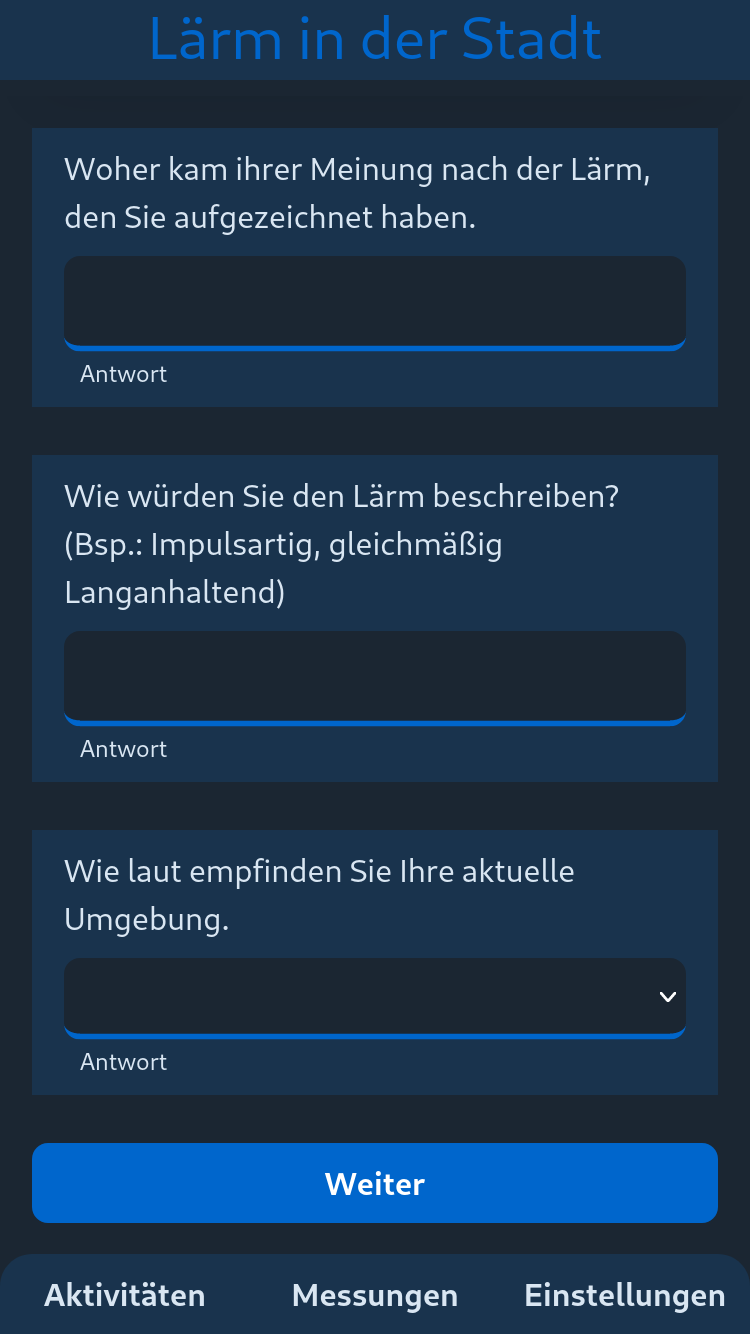 Lärm in der Stadt
Woher kam ihrer Meinung nach der Lärm,
den Sie aufgezeichnet haben.
Antwort
Wie würden Sie den Lärm beschreiben?
(Bsp.: Impulsartig, gleichmäßig
Langanhaltend)
Antwort
Wie laut empfinden Sie Ihre aktuelle
Umgebung.
Antwort
Weiter
Aktivitäten Messungen Einstellungen